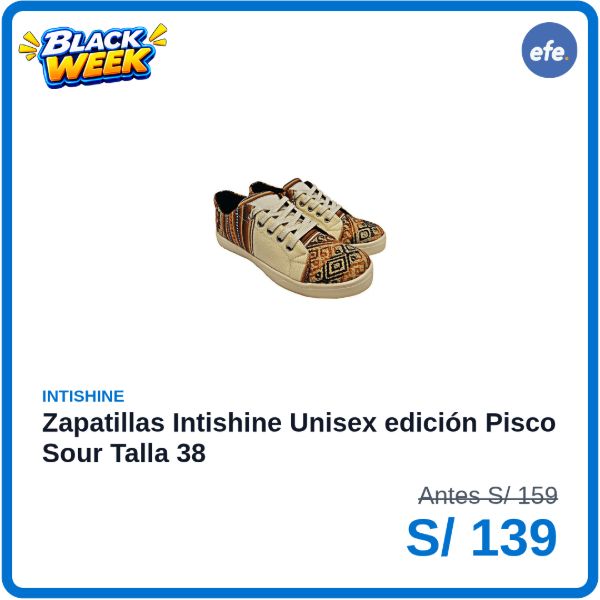 BLACK
WEEK
efe.
INTISHINE
Zapatillas Intishine Unisex edición Pisco
Sour Talla 38
Antes S/ 159
S/ 139